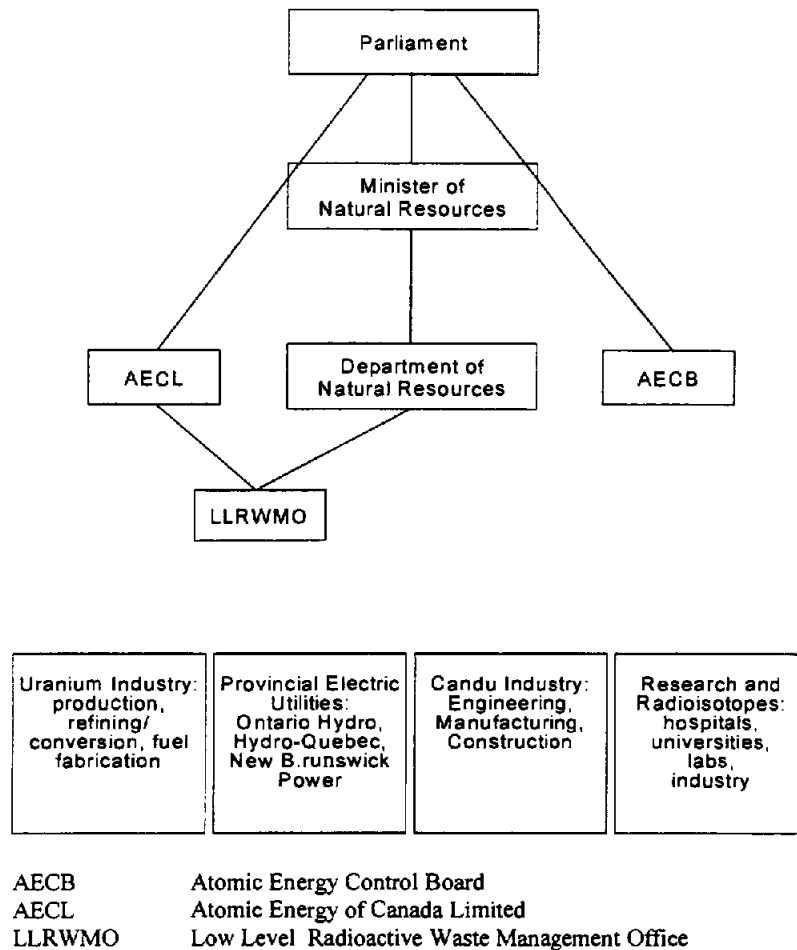 Parliament
Minister of
Natural Resources
AECL
Department of
Natural Resources
AECB
LLRWMO
Uranium Industry:
production,
refining/
conversion, fuel
fabrication
Provincial Electric
Utilities:
Ontario Hydro,
Hydro-Quebec,
New B.runswick
Power
Candu Industry:
Engineering,
Manufacturing,
Construction
Research and
Radioisotopes:
hospitals,
universities,
labs,
industry
AECB Atomic Energy Control Board
AECL Atomic Energy of Canada Limited
LLRWMO Low Level Radioactive Waste Management Office